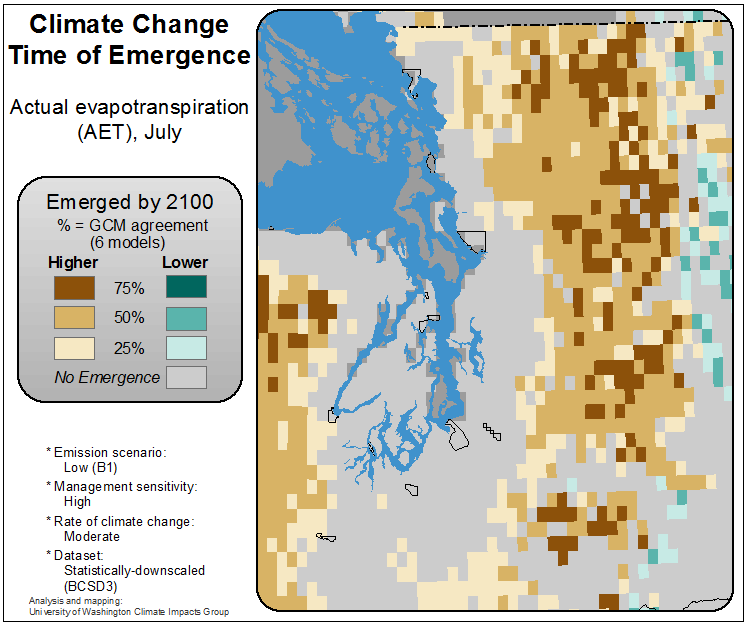 Climate Change
Time of Emergence
Actual evapotranspiration
(AET), July
Emerged by 2100
% = GCM agreement
(6 models)
Higher Lower
75%
50%
25%
No Emergence
* Emission scenario:
Low (B1)
* Management sensitivity:
High
* Rate of climate change:
Moderate
* Dataset:
Statistically-downscaled
(BCSD3)
Analysis and mapping:
University of Washington Climate Impacts Group